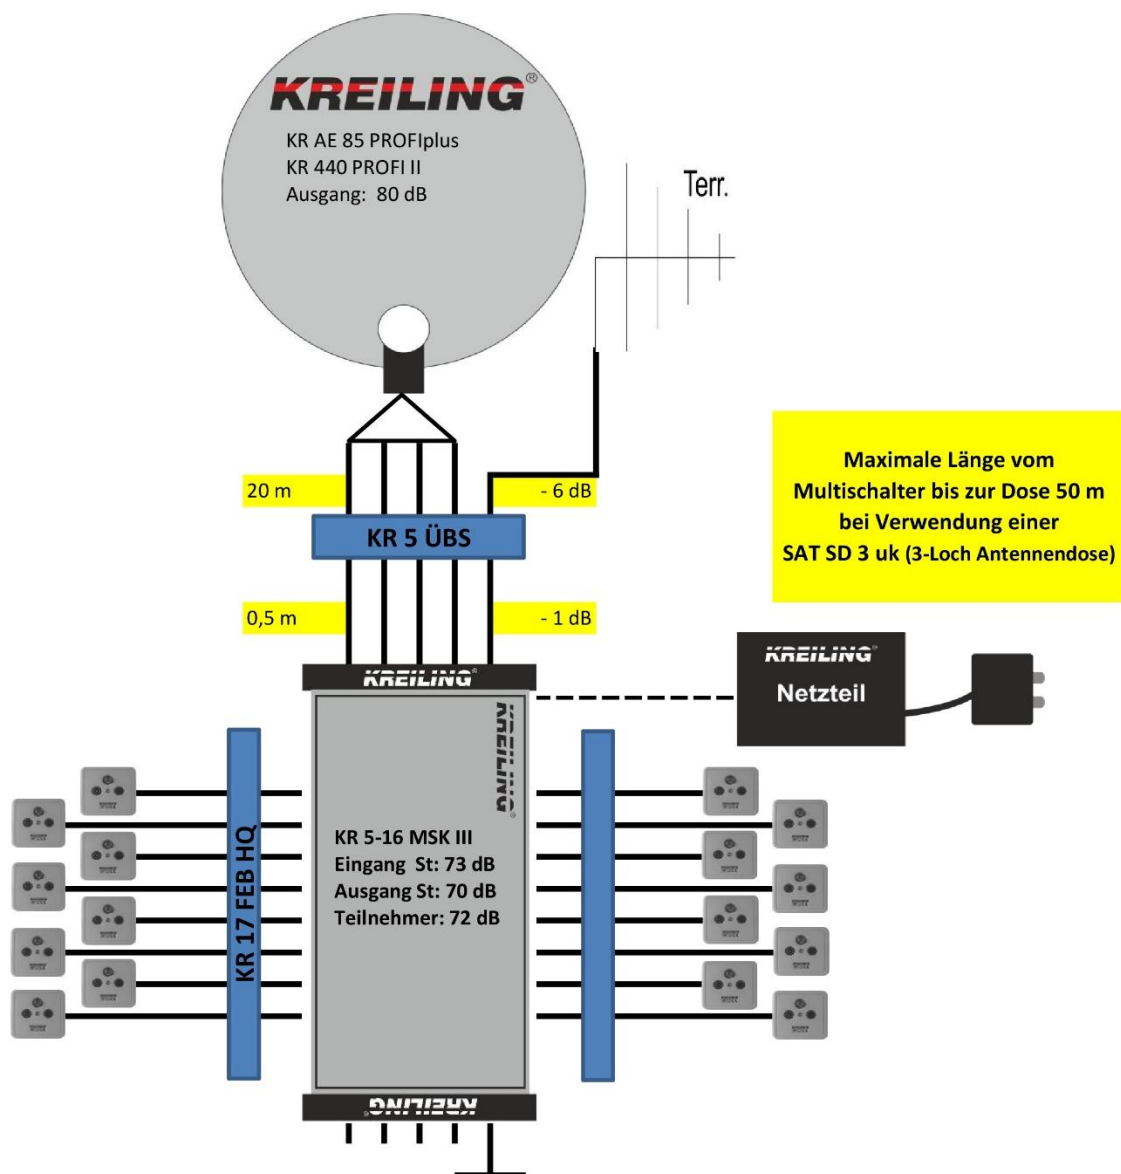 KREILING®
KR AE 85 PROFIplus
KR 440 PROFI II
Ausgang: 80 dB
Terr.
20 m
- 6 dB
KR 5 ÜBS
0,5 m
- 1 dB
Maximale Länge vom
Multischalter bis zur Dose 50 m
bei Verwendung einer
SAT SD 3 uk (3-Loch Antennendose)
KREILING®
KREILING®
Netzteil
KREILING®
KR 5-16 MSK III
Eingang St: 73 dB
Ausgang St: 70 dB
Teilnehmer: 72 dB
KR 17 FEB HQ
KREILING®